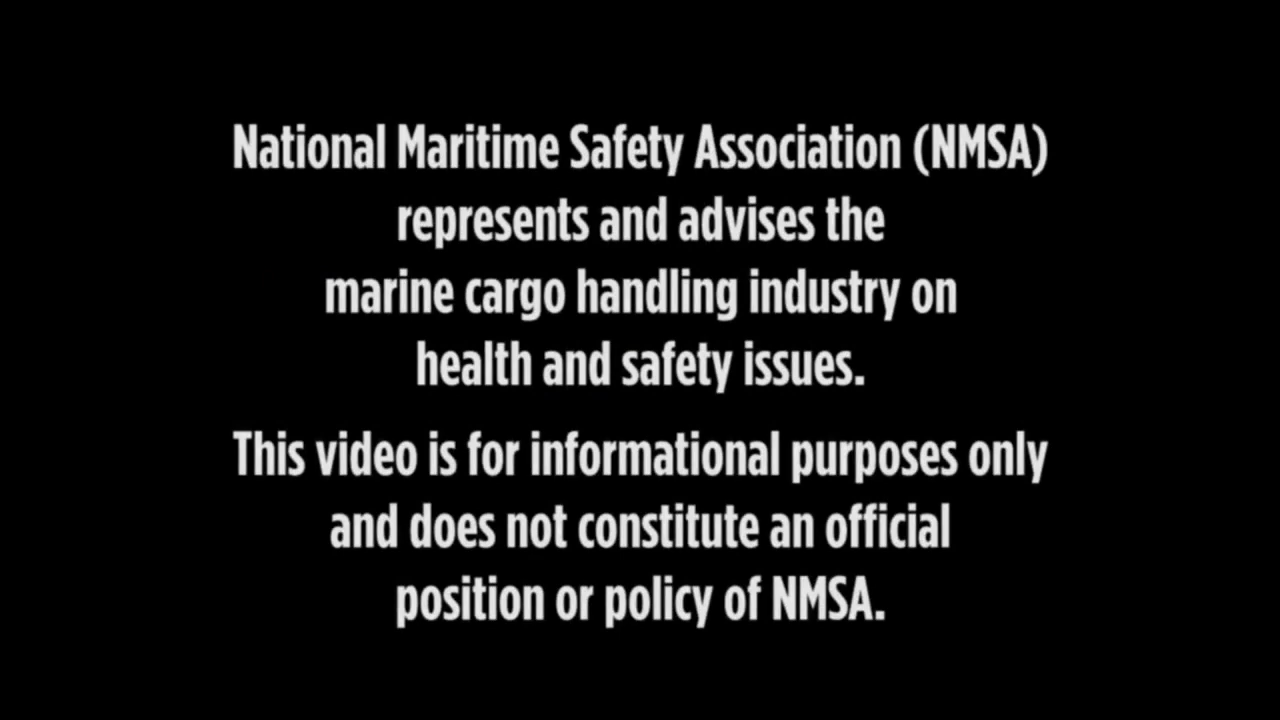 National Maritime Safety Association (NMSA)
represents and advises the
marine cargo handling industry on
health and safety issues.
This video is for informational purposes only
and does not constitute an official
position or policy of NMSA.